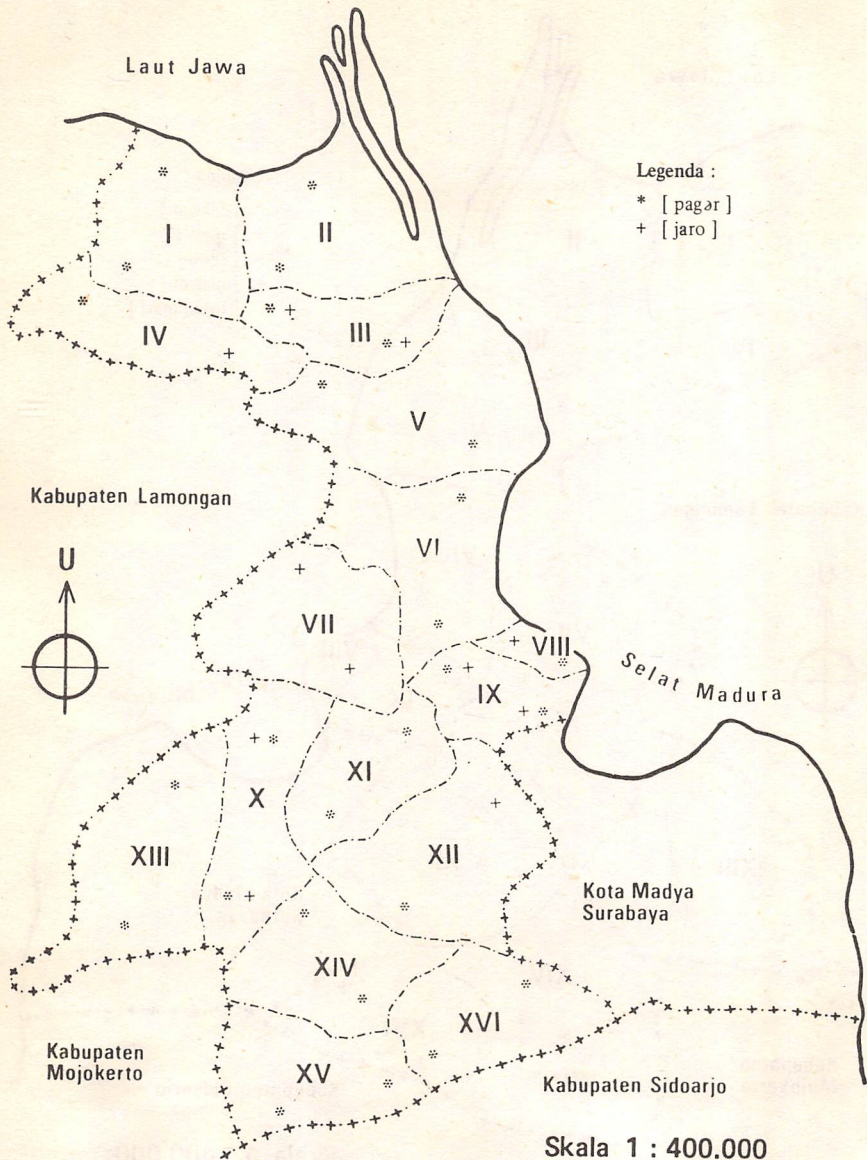 Laut Jawa
Legenda :
* [ pagər ]
+ [ jaro ]
I
II
III
IV
V
Kabupaten Lamongan
VI
U
VII
VIII
Selat Madura
IX
X
XI
XII
XIII
Kota Madya
Surabaya
XIV
XVI
Kabupaten
Mojokerto
XV
Kabupaten Sidoarjo
Skala 1 : 400.000